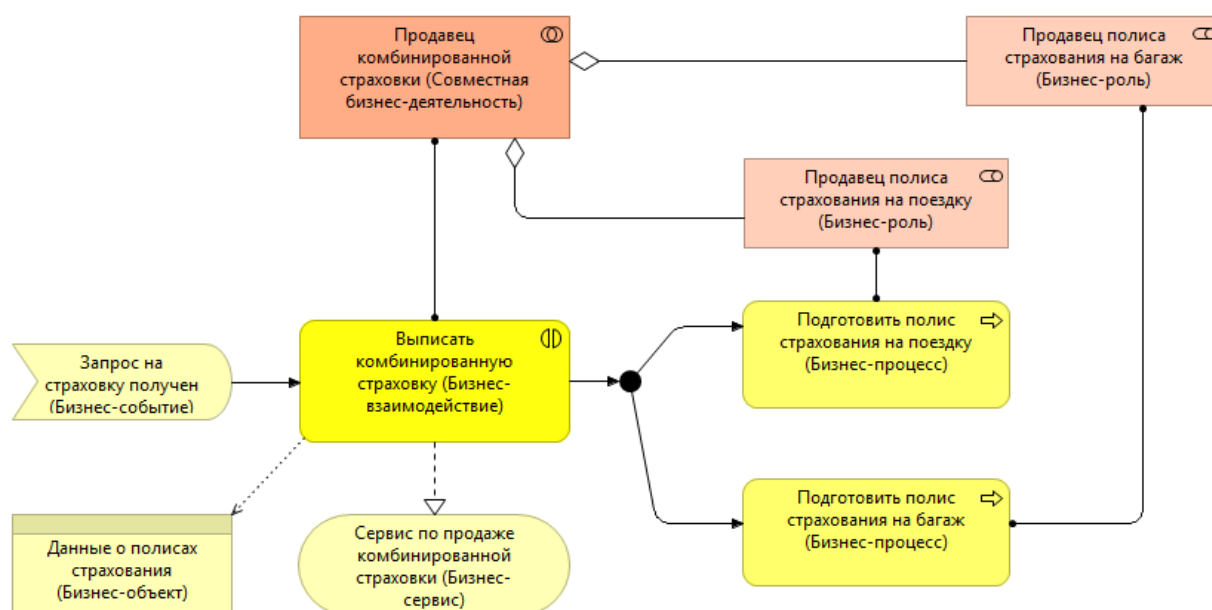 Продавец
комбинированной
страховки (Совместная
бизнес-деятельность)
Продавец полиса
страхования на багаж
(Бизнес-роль)
Продавец полиса
страхования на поездку
(Бизнес-роль)
Запрос на
страховку получен
(Бизнес-событие)
Выписать
комбинированную
страховку (Бизнес-
взаимодействие)
Подготовить полис
страхования на поездку
(Бизнес-процесс)
Данные о полисах
страхования
(Бизнес-объект)
Сервис по продаже
комбинированной
страховки (Бизнес-
сервис)
Подготовить полис
страхования на багаж
(Бизнес-процесс)